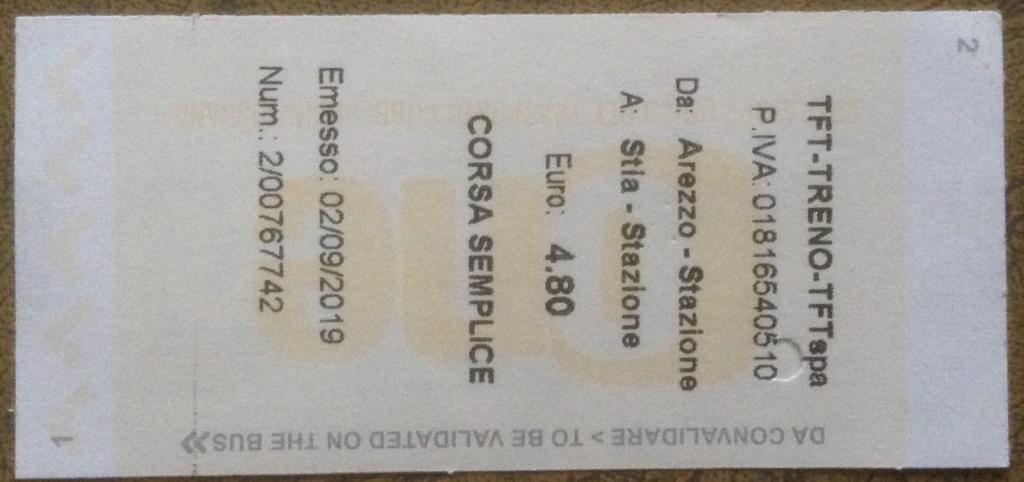 TFT-TRENO-TFTspa
P.IVA:01816540510
Da: Arezzo - Stazione
A: Stia - Stazione
Euro: 4.80
CORSA SEMPLICE
Emesso: 02/09/2019
Num.: 2/00767742
DA CONVALIDARE > TO BE VALIDATED ON THE BUS »
1
2